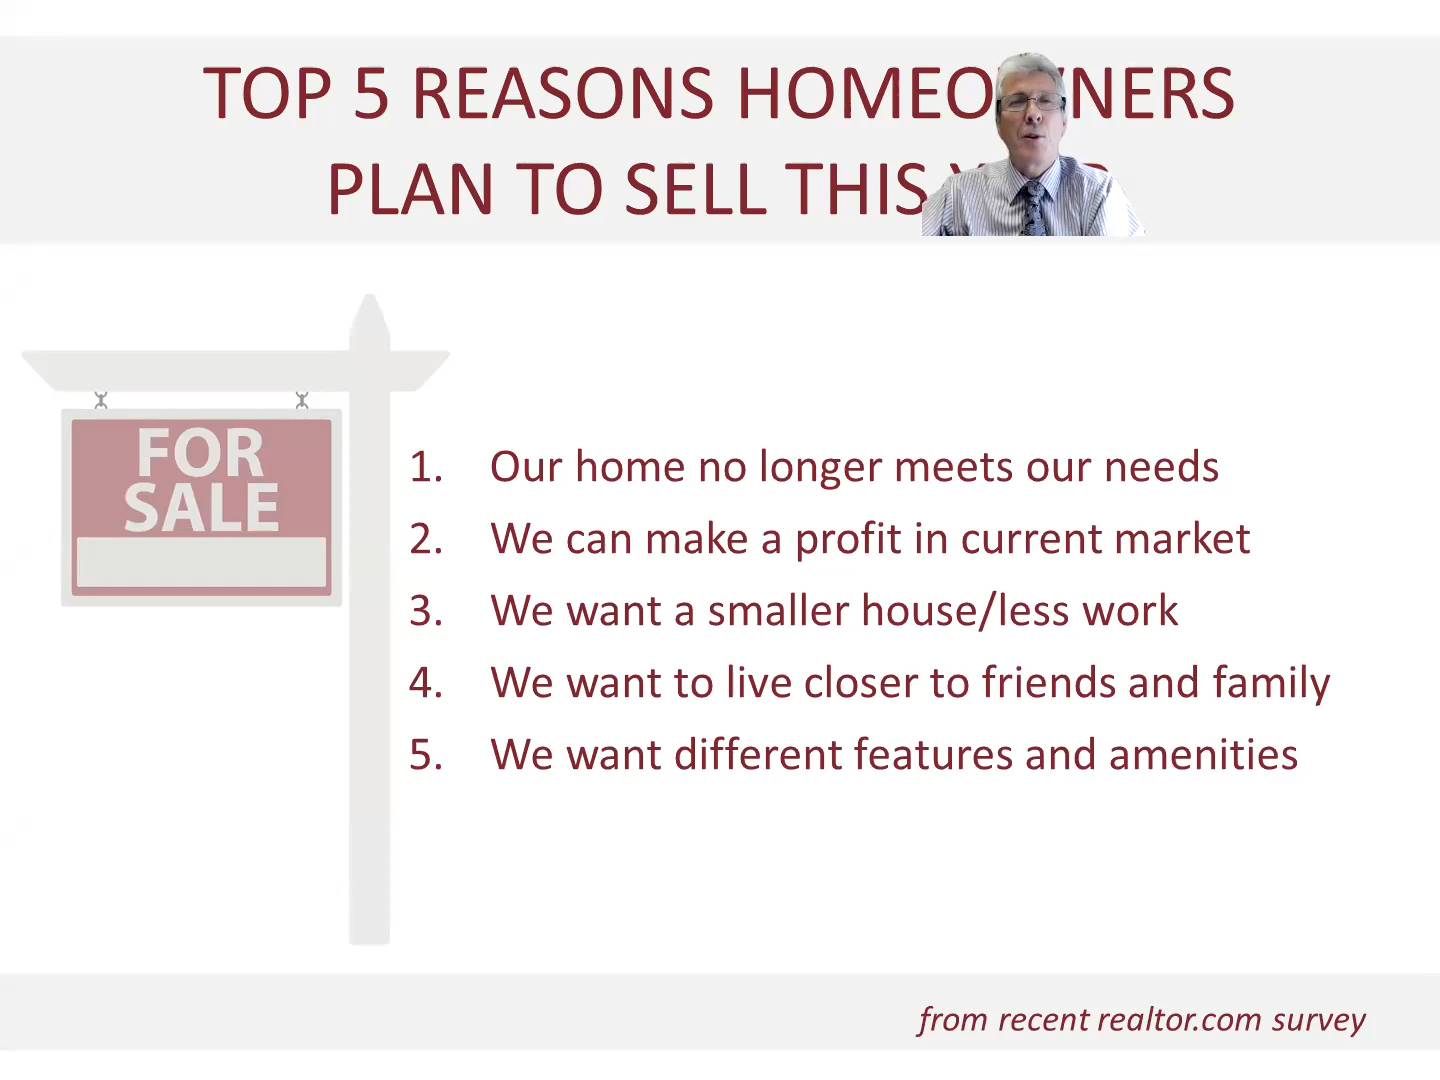 TOP 5 REASONS HOMEOWNERS
PLAN TO SELL THIS
FOR
SALE
1. Our home no longer meets our needs
2. We can make a profit in current market
3. We want a smaller house/less work
4. We want to live closer to friends and family
5. We want different features and amenities
from recent realtor.com survey